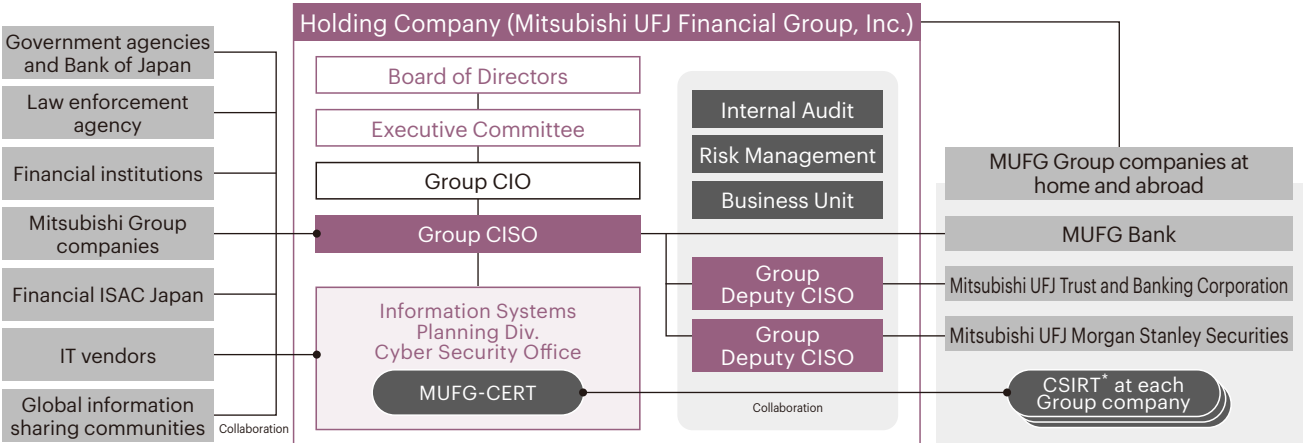 Holding Company (Mitsubishi UFJ Financial Group, Inc.)
Government agencies
and Bank of Japan
Law enforcement
agency
Financial institutions
Mitsubishi Group
companies
Financial ISAC Japan
IT vendors
Global information
sharing communities
Collaboration
Board of Directors
Executive Committee
Group CIO
Group CISO
Information Systems
Planning Div.
Cyber Security Office
MUFG-CERT
Internal Audit
Risk Management
Business Unit
Group
Deputy CISO
Group
Deputy CISO
Collaboration
MUFG Group companies at
home and abroad
MUFG Bank
Mitsubishi UFJ Trust and Banking Corporation
Mitsubishi UFJ Morgan Stanley Securities
CSIRT* at each
Group company